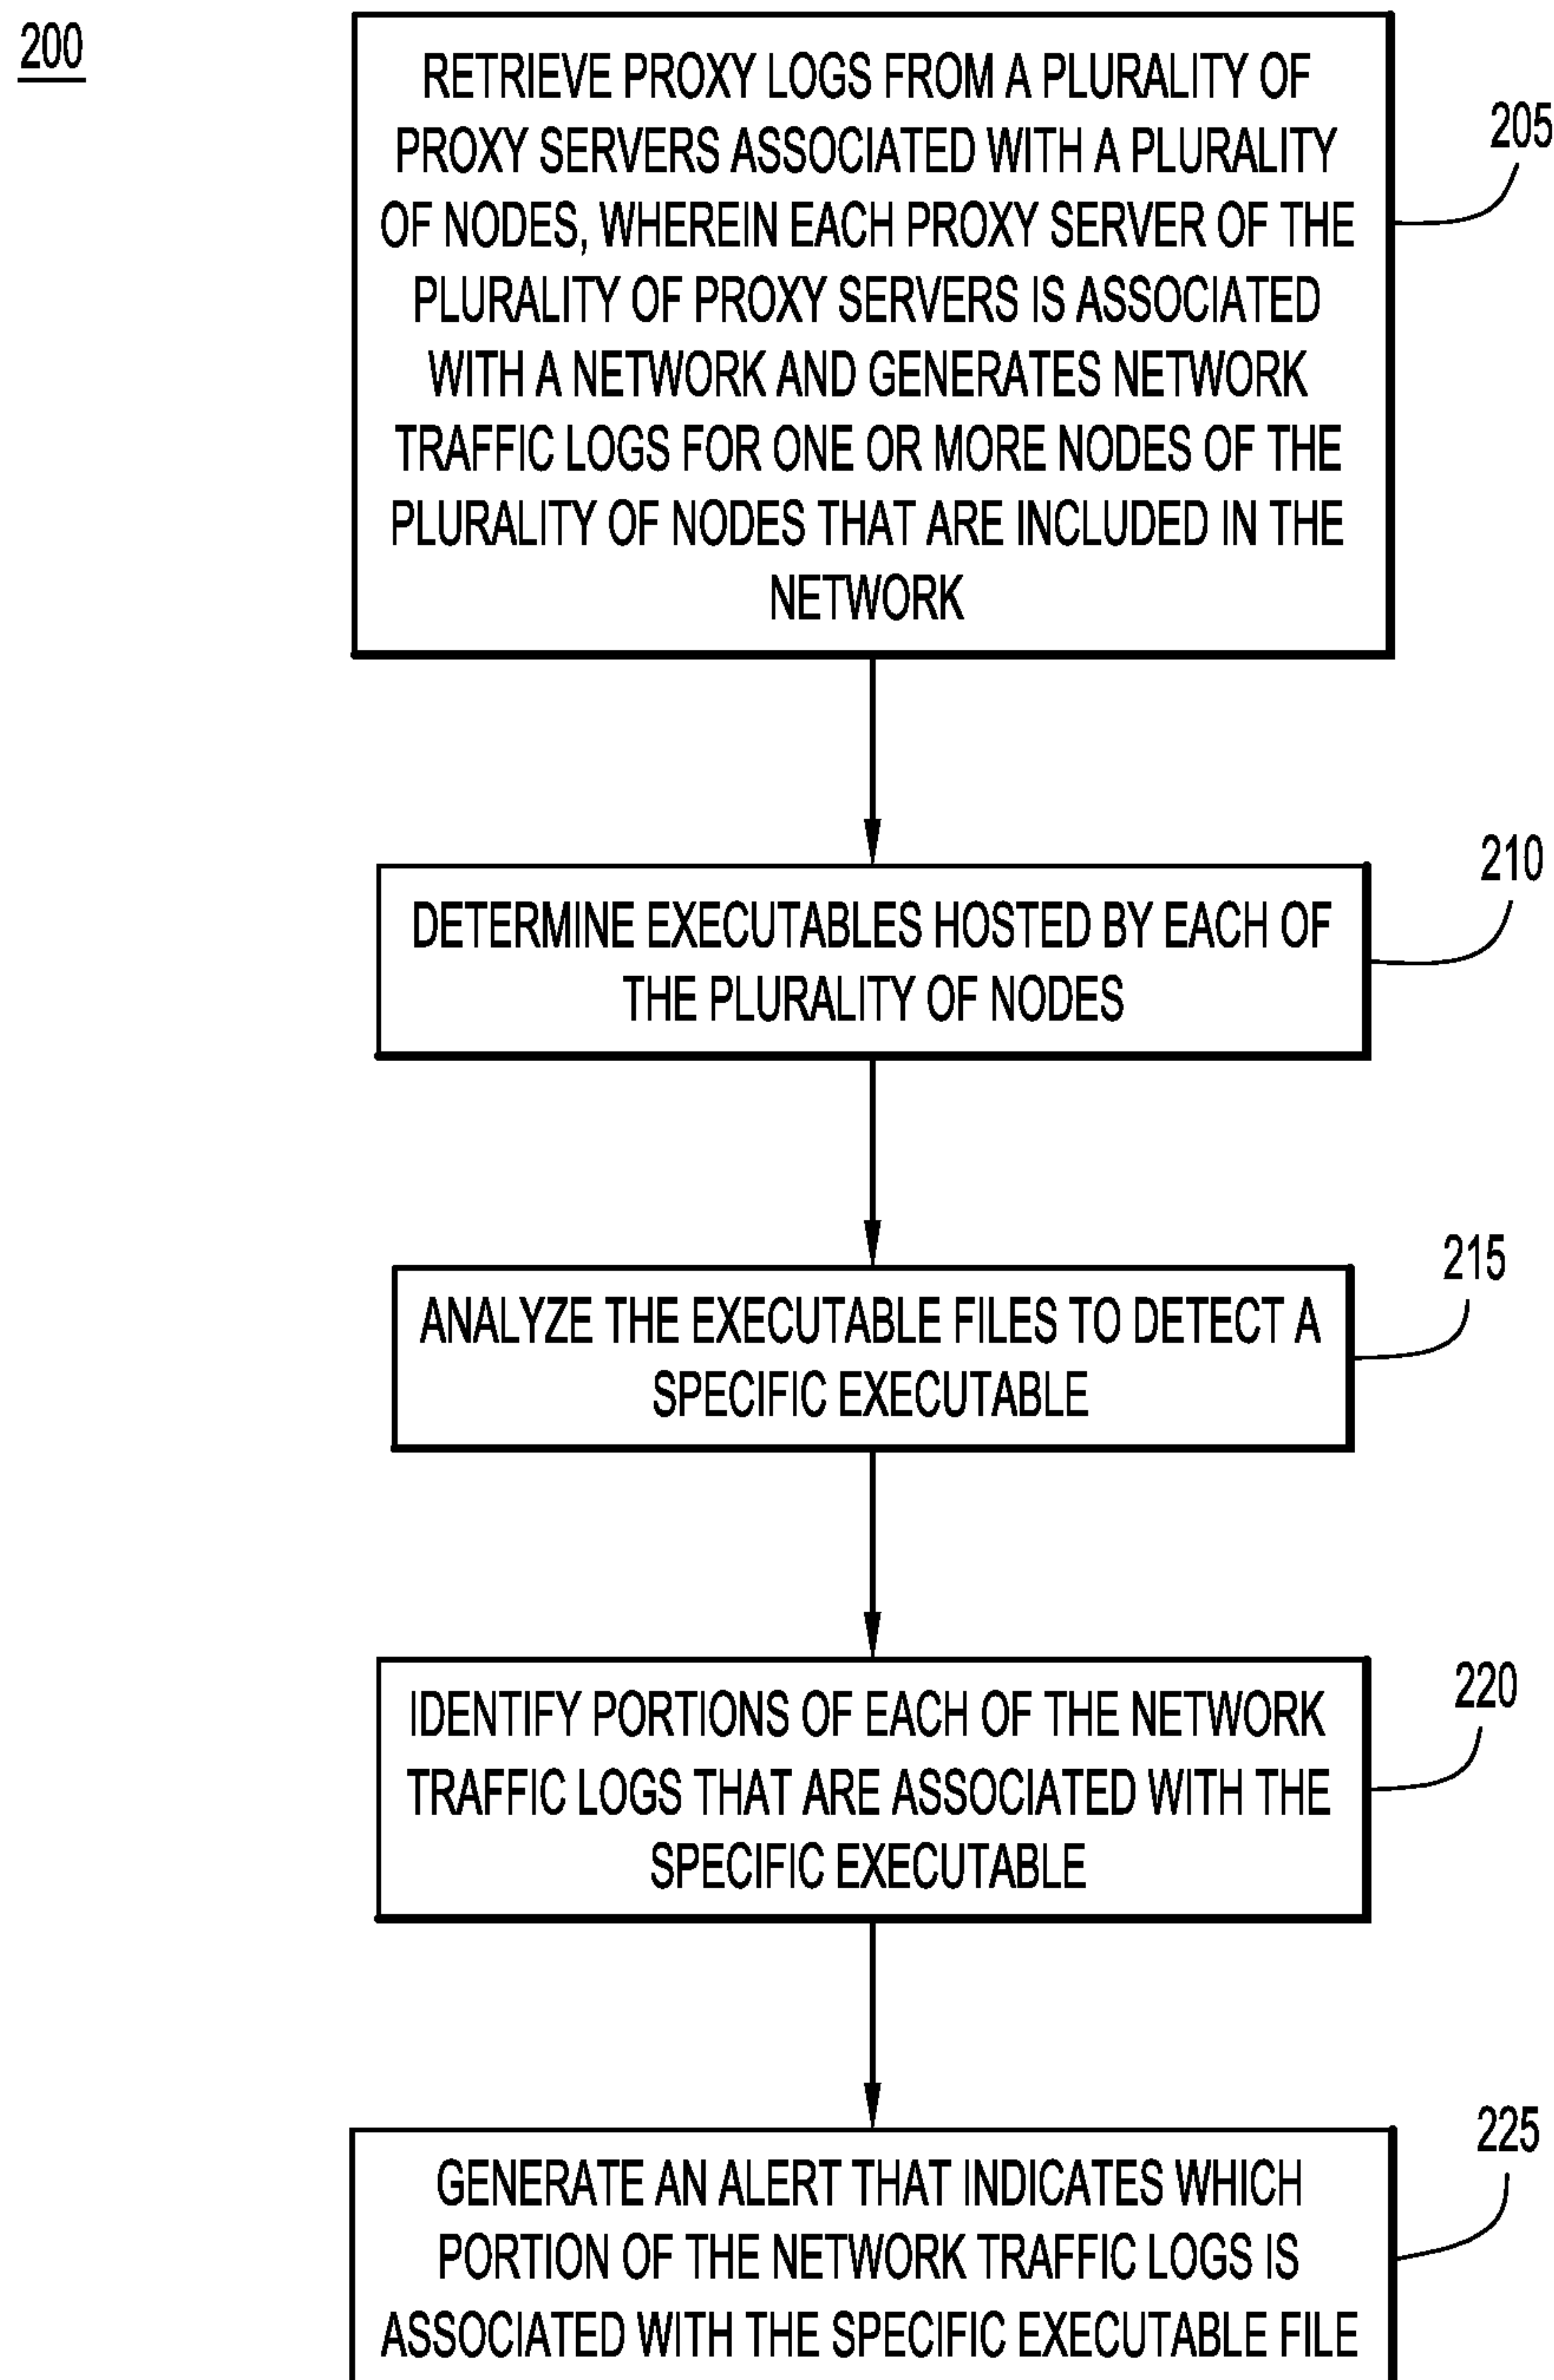 200
RETRIEVE PROXY LOGS FROM A PLURALITY OF
PROXY SERVERS ASSOCIATED WITH A PLURALITY
OF NODES, WHEREIN EACH PROXY SERVER OF THE
PLURALITY OF PROXY SERVERS IS ASSOCIATED
WITH A NETWORK AND GENERATES NETWORK
TRAFFIC LOGS FOR ONE OR MORE NODES OF THE
PLURALITY OF NODES THAT ARE INCLUDED IN THE
NETWORK
205
DETERMINE EXECUTABLES HOSTED BY EACH OF
THE PLURALITY OF NODES
210
ANALYZE THE EXECUTABLE FILES TO DETECT A
SPECIFIC EXECUTABLE
215
IDENTIFY PORTIONS OF EACH OF THE NETWORK
TRAFFIC LOGS THAT ARE ASSOCIATED WITH THE
SPECIFIC EXECUTABLE
220
GENERATE AN ALERT THAT INDICATES WHICH
PORTION OF THE NETWORK TRAFFIC LOGS IS
ASSOCIATED WITH THE SPECIFIC EXECUTABLE FILE
225